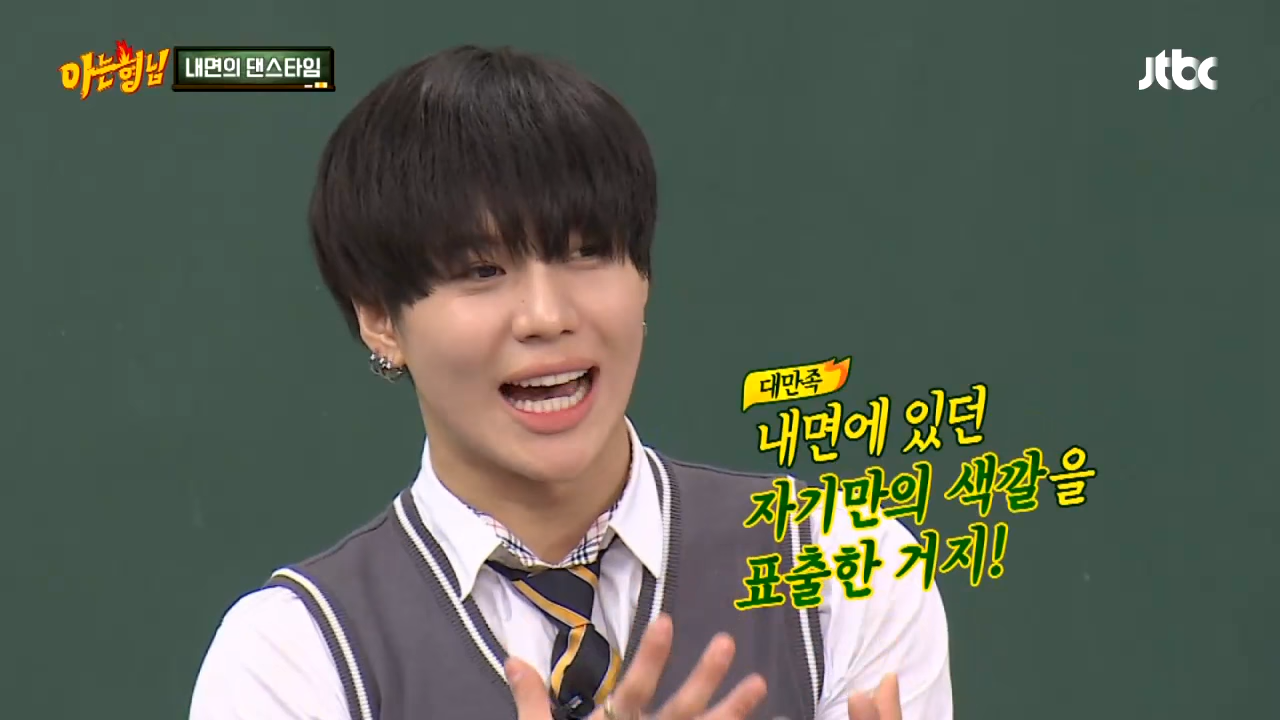 아는형님
내면의 댄스타임
jtbc
대만족
내면에 있던
자기만의 색깔을
표출한 거지!